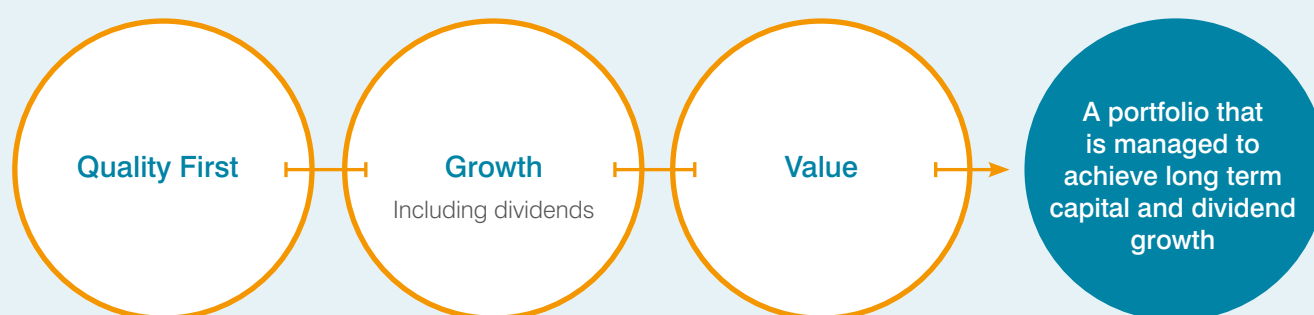 Quality First
Growth
Including dividends
Value
A portfolio that
is managed to
achieve long term
capital and dividend
growth